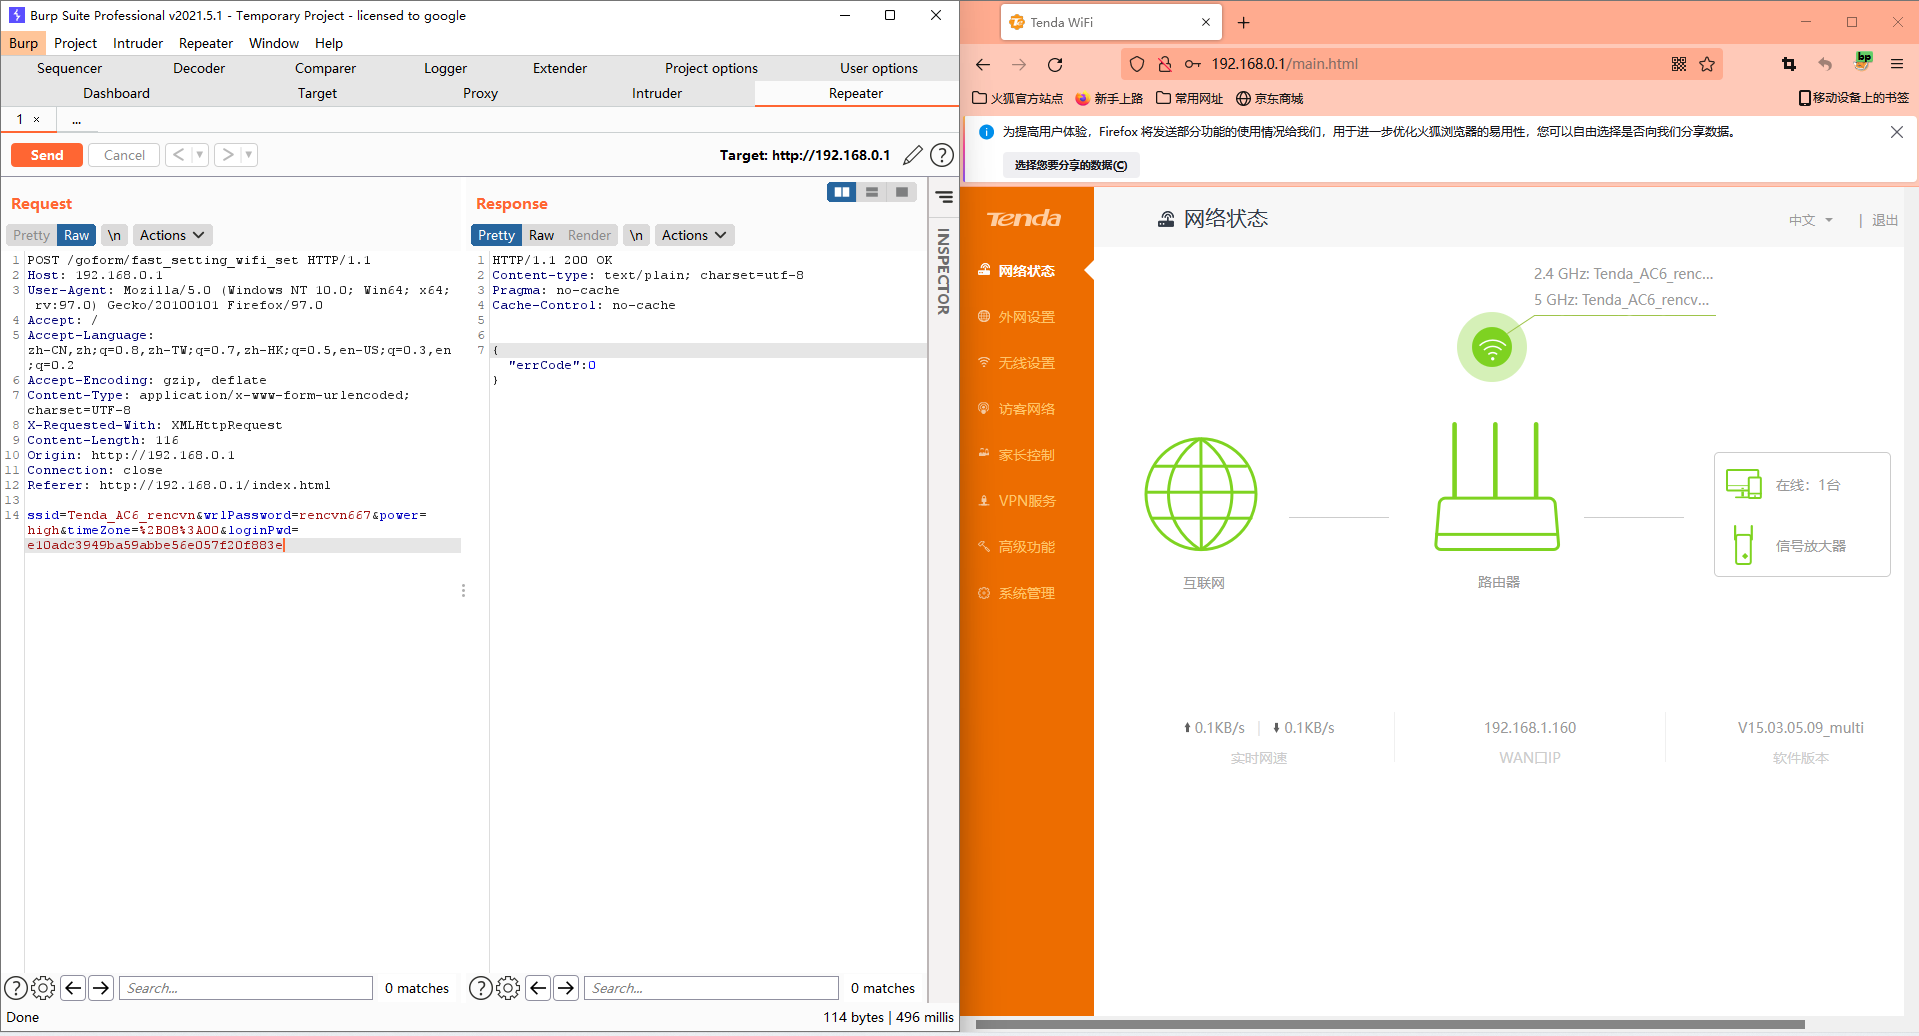 Burp Suite Professional v2021.5.1 - Temporary Project - licensed to google
Burp Project Intruder Repeater Window Help
Sequencer Decoder Comparer Logger Extender Project options User options
Dashboard Target Proxy Intruder Repeater
1 × ...
Send Cancel < > Target: http://192.168.0.1 ?
Request
Pretty Raw \n Actions
1 POST /goform/fast_setting_wifi_set HTTP/1.1
2 Host: 192.168.0.1
3 User-Agent: Mozilla/5.0 (Windows NT 10.0; Win64; x64;
rv:97.0) Gecko/20100101 Firefox/97.0
4 Accept: /
5 Accept-Language:
zh-CN,zh;q=0.8,zh-TW;q=0.7,zh-HK;q=0.5,en-US;q=0.3,en
;q=0.2
6 Accept-Encoding: gzip, deflate
7 Content-Type: application/x-www-form-urlencoded;
charset=UTF-8
8 X-Requested-With: XMLHttpRequest
9 Content-Length: 116
10 Origin: http://192.168.0.1
11 Connection: close
12 Referer: http://192.168.0.1/index.html
13
14 ssid=Tenda_AC6_rencvn&wrlPassword=rencvn667&power=
high&timeZone=%2B08%3A00&loginPwd=
e10adc3949ba59abbe56e057f20f883e
? Search... 0 matches
Response
Pretty Raw Render \n Actions
1 HTTP/1.1 200 OK
2 Content-type: text/plain; charset=utf-8
3 Pragma: no-cache
4 Cache-Control: no-cache
5
6
7 {
"errCode":0
}
? Search... 0 matches
INSPECTOR
Done 114 bytes | 496 millis
Tenda WiFi
192.168.0.1/main.html
bp
火狐官方站点 新手上路 常用网址 京东商城 移动设备上的书签
为提高用户体验，Firefox 将发送部分功能的使用情况给我们，用于进一步优化火狐浏览器的易用性，您可以自由选择是否向我们分享数据。
选择您要分享的数据(C)
Tenda
网络状态
外网设置
无线设置
访客网络
家长控制
VPN服务
高级功能
系统管理
网络状态 中文 | 退出
2.4 GHz: Tenda_AC6_renc...
5 GHz: Tenda_AC6_rencv...
在线：1台
信号放大器
互联网 路由器
0.1KB/s 0.1KB/s
实时网速
192.168.1.160
WAN口IP
V15.03.05.09_multi
软件版本